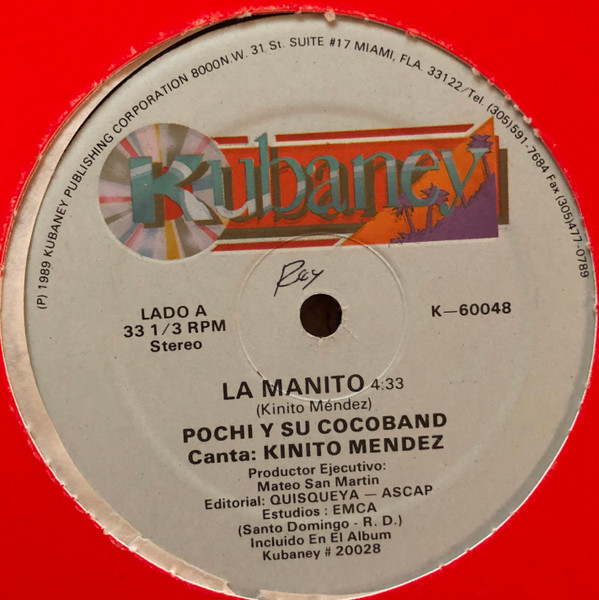 (P) 1989 KUBANEY PUBLISHING CORPORATION 8000 N.W. 31 St. SUITE #17 MIAMI, FLA. 33122/Tel. (305)591-7684 Fax (305)477-0789
Kubaney
Ray
LADO A
33 1/3 RPM
Stereo
K—60048
LA MANITO 4:33
(Kinito Méndez)
POCHI Y SU COCOBAND
Canta: KINITO MENDEZ
Productor Ejecutivo:
Mateo San Martin
Editorial: QUISQUEYA — ASCAP
Estudios : EMCA
(Santo Domingo - R. D.)
Incluido En El Album
Kubaney # 20028